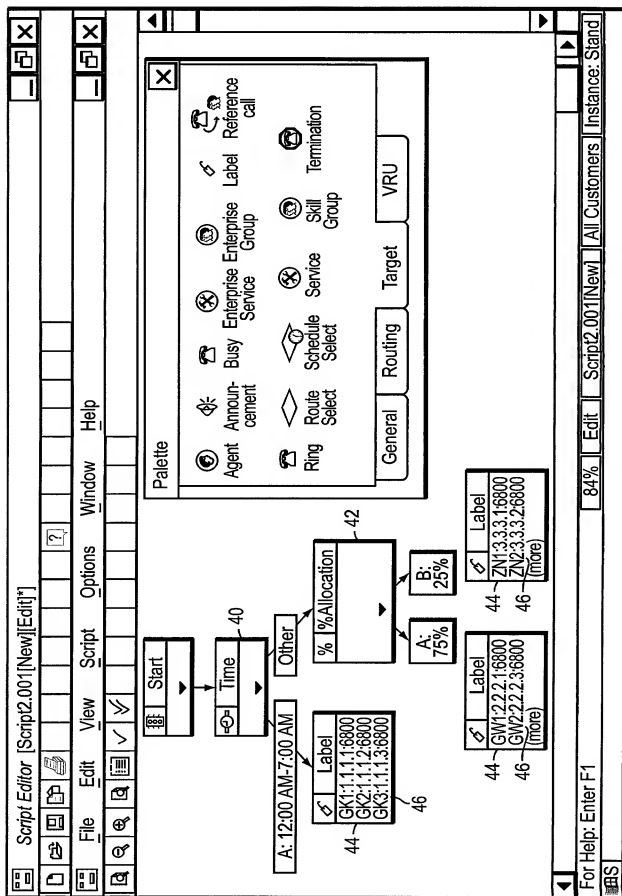 Script Editor [Script2.001[New][Edit]*]
?
File Edit View Script Options Window Help
Start
Time
40
A: 12:00 AM-7:00 AM
Other
Label
GK1:1.1.1.1:6800
GK2:1.1.1.2:6800
GK3:1.1.1.3:6800
44
46
% %Allocation
42
A:
75%
B:
25%
Label
GW1:2.2.2.1:6800
GW2:2.2.2.3:6800
(more)
44
46
Label
ZN1:3.3.3.1:6800
ZN2:3.3.3.2:6800
(more)
44
46
Palette
Agent
Announ-
cement
Busy
Enterprise
Service
Enterprise
Group
Label
Reference
call
Ring
Route
Select
Schedule
Select
Service
Skill
Group
Termination
General Routing Target VRU
For Help: Enter F1
84% Edit Script2.001[New] All Customers Instance: Stand
S